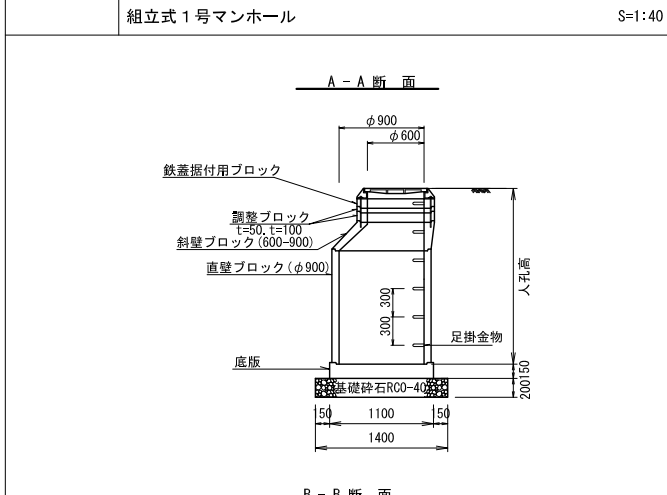 組立式1号マンホール
S=1:40
A-A断面
φ900
φ600
鉄蓋据付用ブロック
調整ブロック
t=50.t=100
斜壁ブロック(600-900)
直壁ブロック(φ900)
人孔高
300
300
足掛金物
底版
150
200
基礎砕石RC0-40
150
1100
150
1400
B-B断面